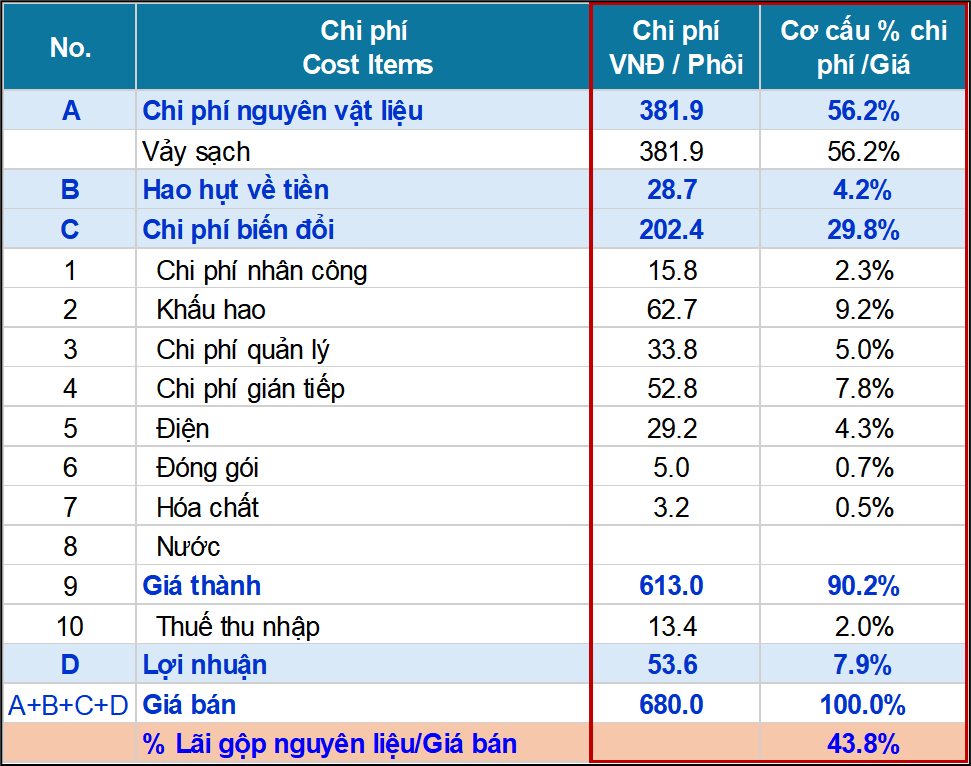 No. Chi phí Cost Items Chi phí VNĐ / Phôi Cơ cấu % chi phí /Giá
A Chi phí nguyên vật liệu 381.9 56.2%
Vảy sạch 381.9 56.2%
B Hao hụt về tiền 28.7 4.2%
C Chi phí biến đổi 202.4 29.8%
1 Chi phí nhân công 15.8 2.3%
2 Khấu hao 62.7 9.2%
3 Chi phí quản lý 33.8 5.0%
4 Chi phí gián tiếp 52.8 7.8%
5 Điện 29.2 4.3%
6 Đóng gói 5.0 0.7%
7 Hóa chất 3.2 0.5%
8 Nước
9 Giá thành 613.0 90.2%
10 Thuế thu nhập 13.4 2.0%
D Lợi nhuận 53.6 7.9%
A+B+C+D Giá bán 680.0 100.0%
% Lãi gộp nguyên liệu/Giá bán 43.8%